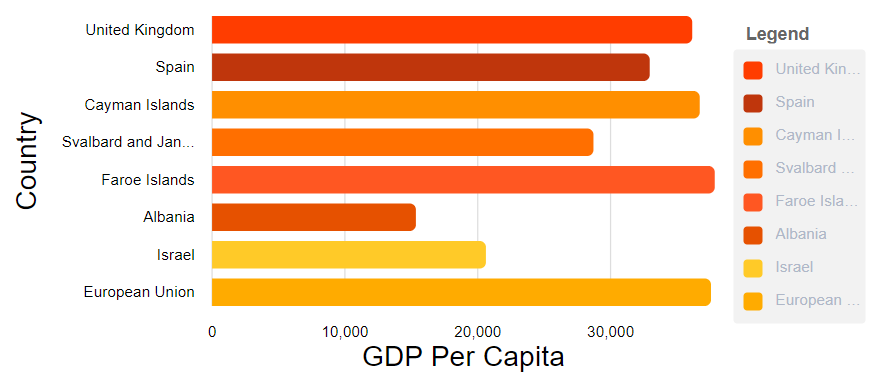 Country
United Kingdom
Spain
Cayman Islands
Svalbard and Jan...
Faroe Islands
Albania
Israel
European Union
0 10,000 20,000 30,000
GDP Per Capita
Legend
United Kin...
Spain
Cayman I...
Svalbard ...
Faroe Isla...
Albania
Israel
European ...